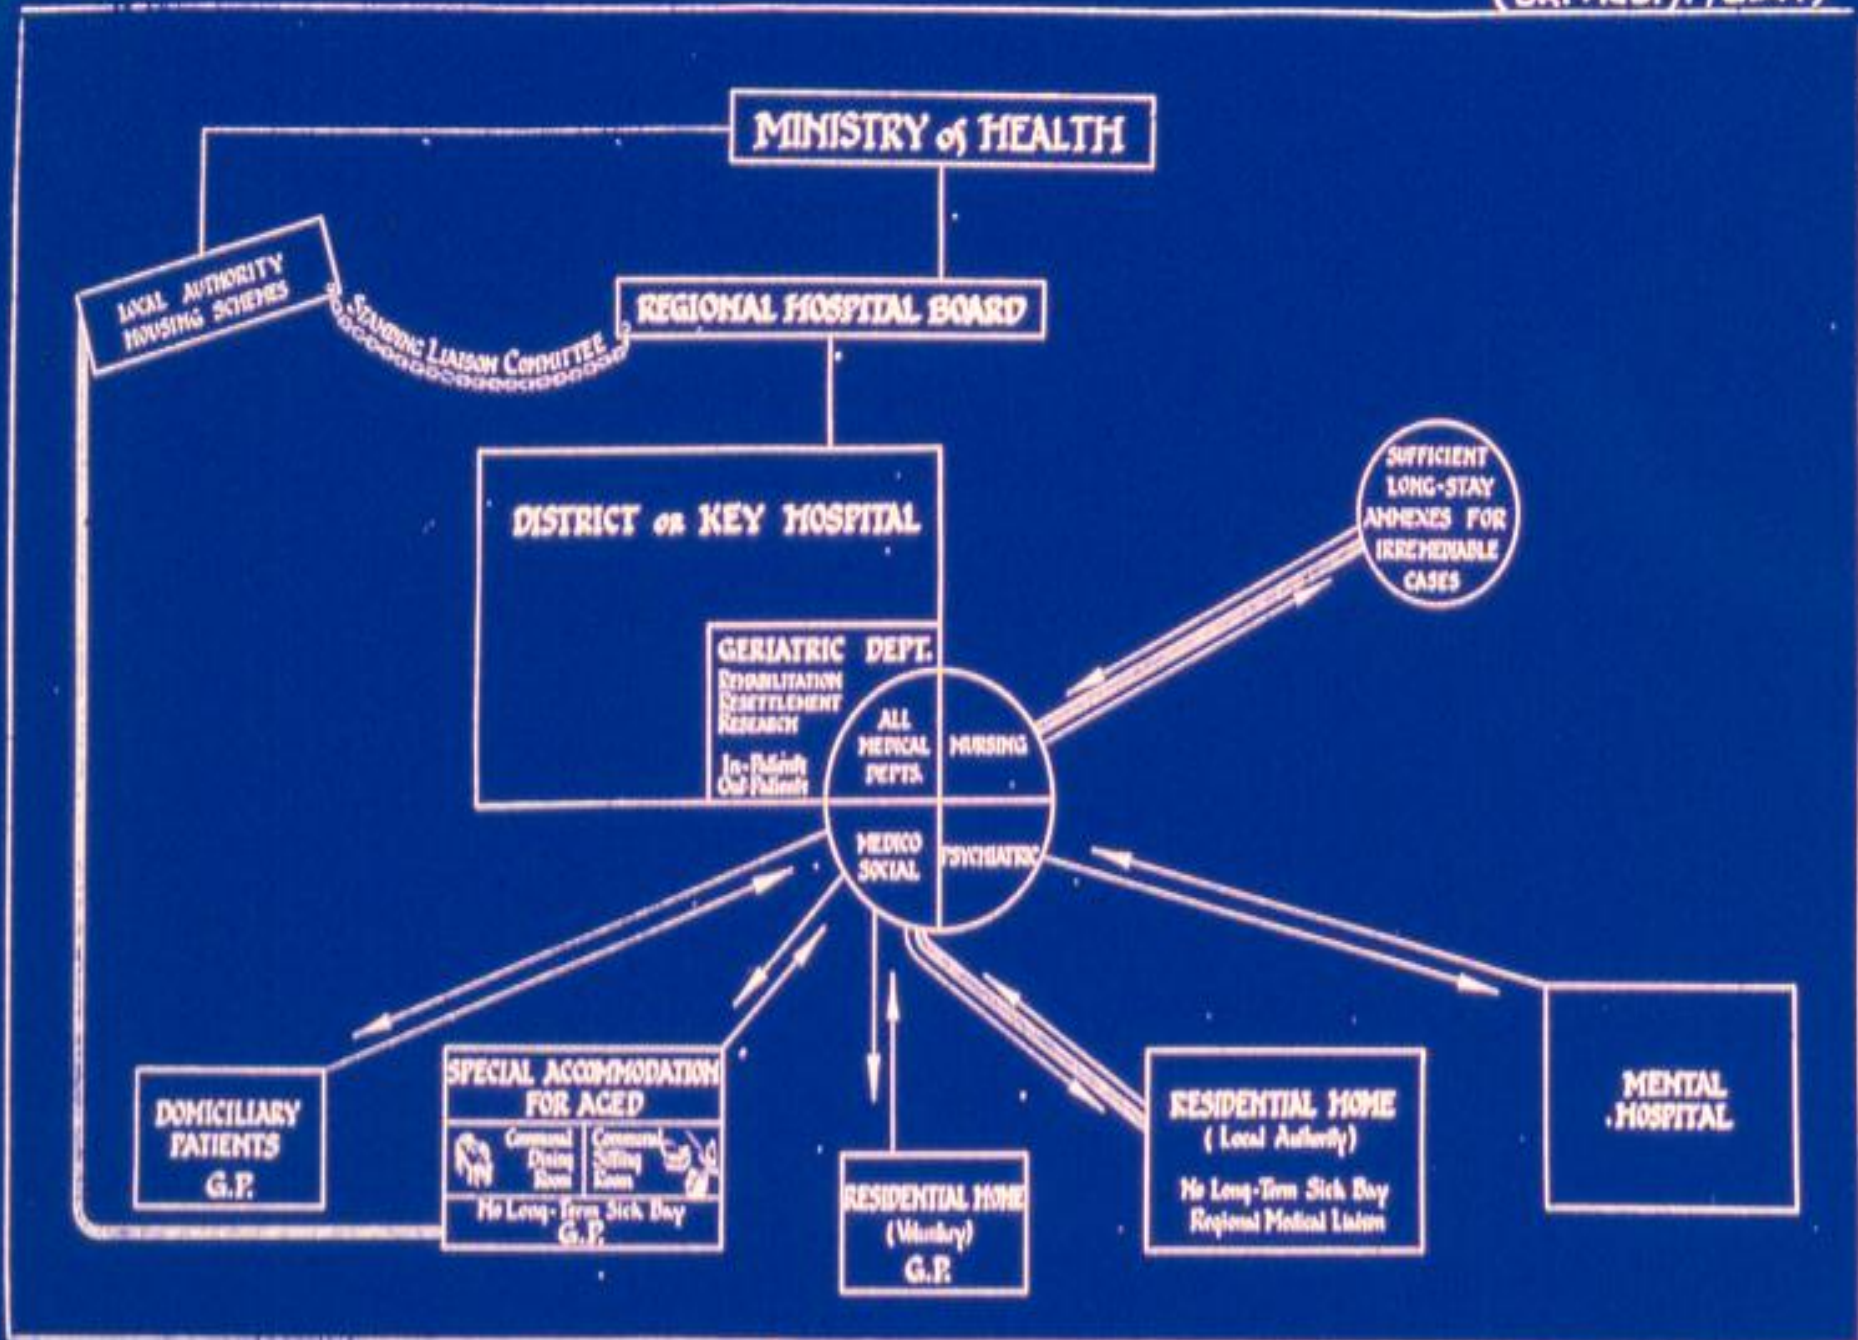 MINISTRY of HEALTH
LOCAL AUTHORITY
HOUSING SCHEMES
STANDING LIAISON COMMITTEE
REGIONAL HOSPITAL BOARD
DISTRICT OR KEY HOSPITAL
SUFFICIENT
LONG-STAY
ANNEXES FOR
IRREMEDIABLE
CASES
GERIATRIC DEPT.
REHABILITATION
RESETTLEMENT
RESEARCH
In-Patients
Out-Patients
ALL
MEDICAL
DEPTS.
NURSING
MEDICO
SOCIAL
PSYCHIATRIC
DOMICILIARY
PATIENTS
G.P.
SPECIAL ACCOMMODATION
FOR AGED
Communal
Dining
Room
Communal
Sitting
Room
No Long-Term Sick Bay
G.P.
RESIDENTIAL HOME
(Voluntary)
G.P.
RESIDENTIAL HOME
(Local Authority)
No Long-Term Sick Bay
Regional Medical Liaison
MENTAL
HOSPITAL